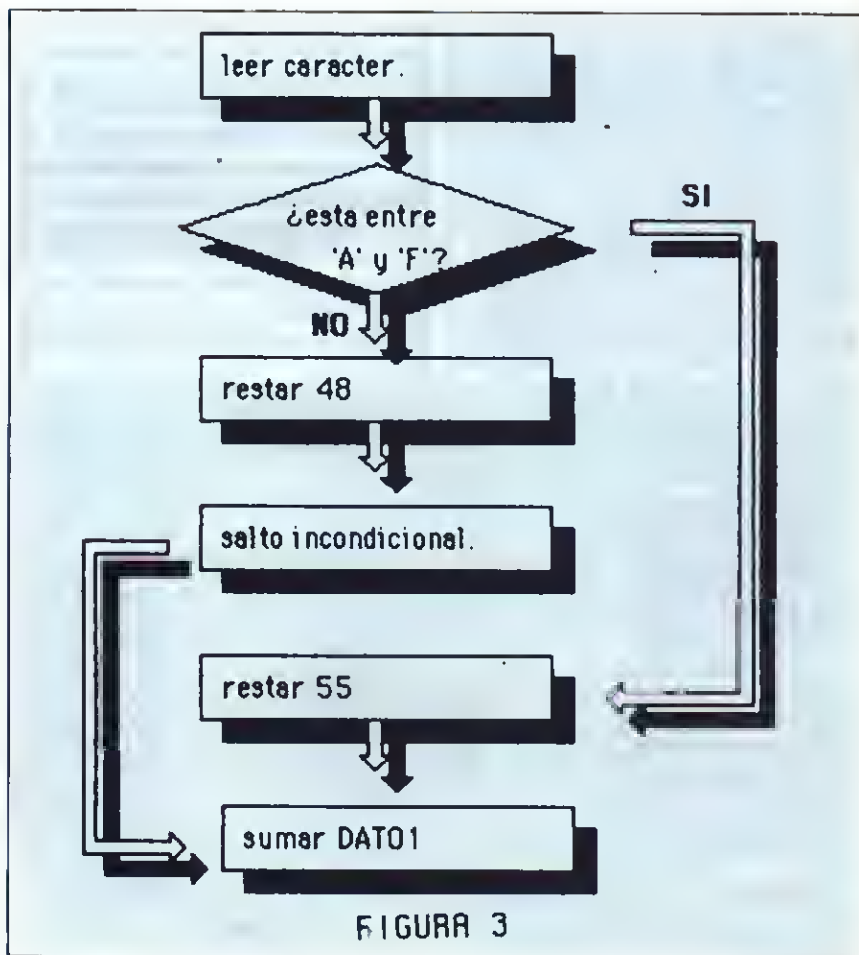 leer caracter.
¿esta entre
'A' y 'F'?
SI
NO
restar 48
salto incondicional.
restar 55
sumar DATO1
FIGURA 3